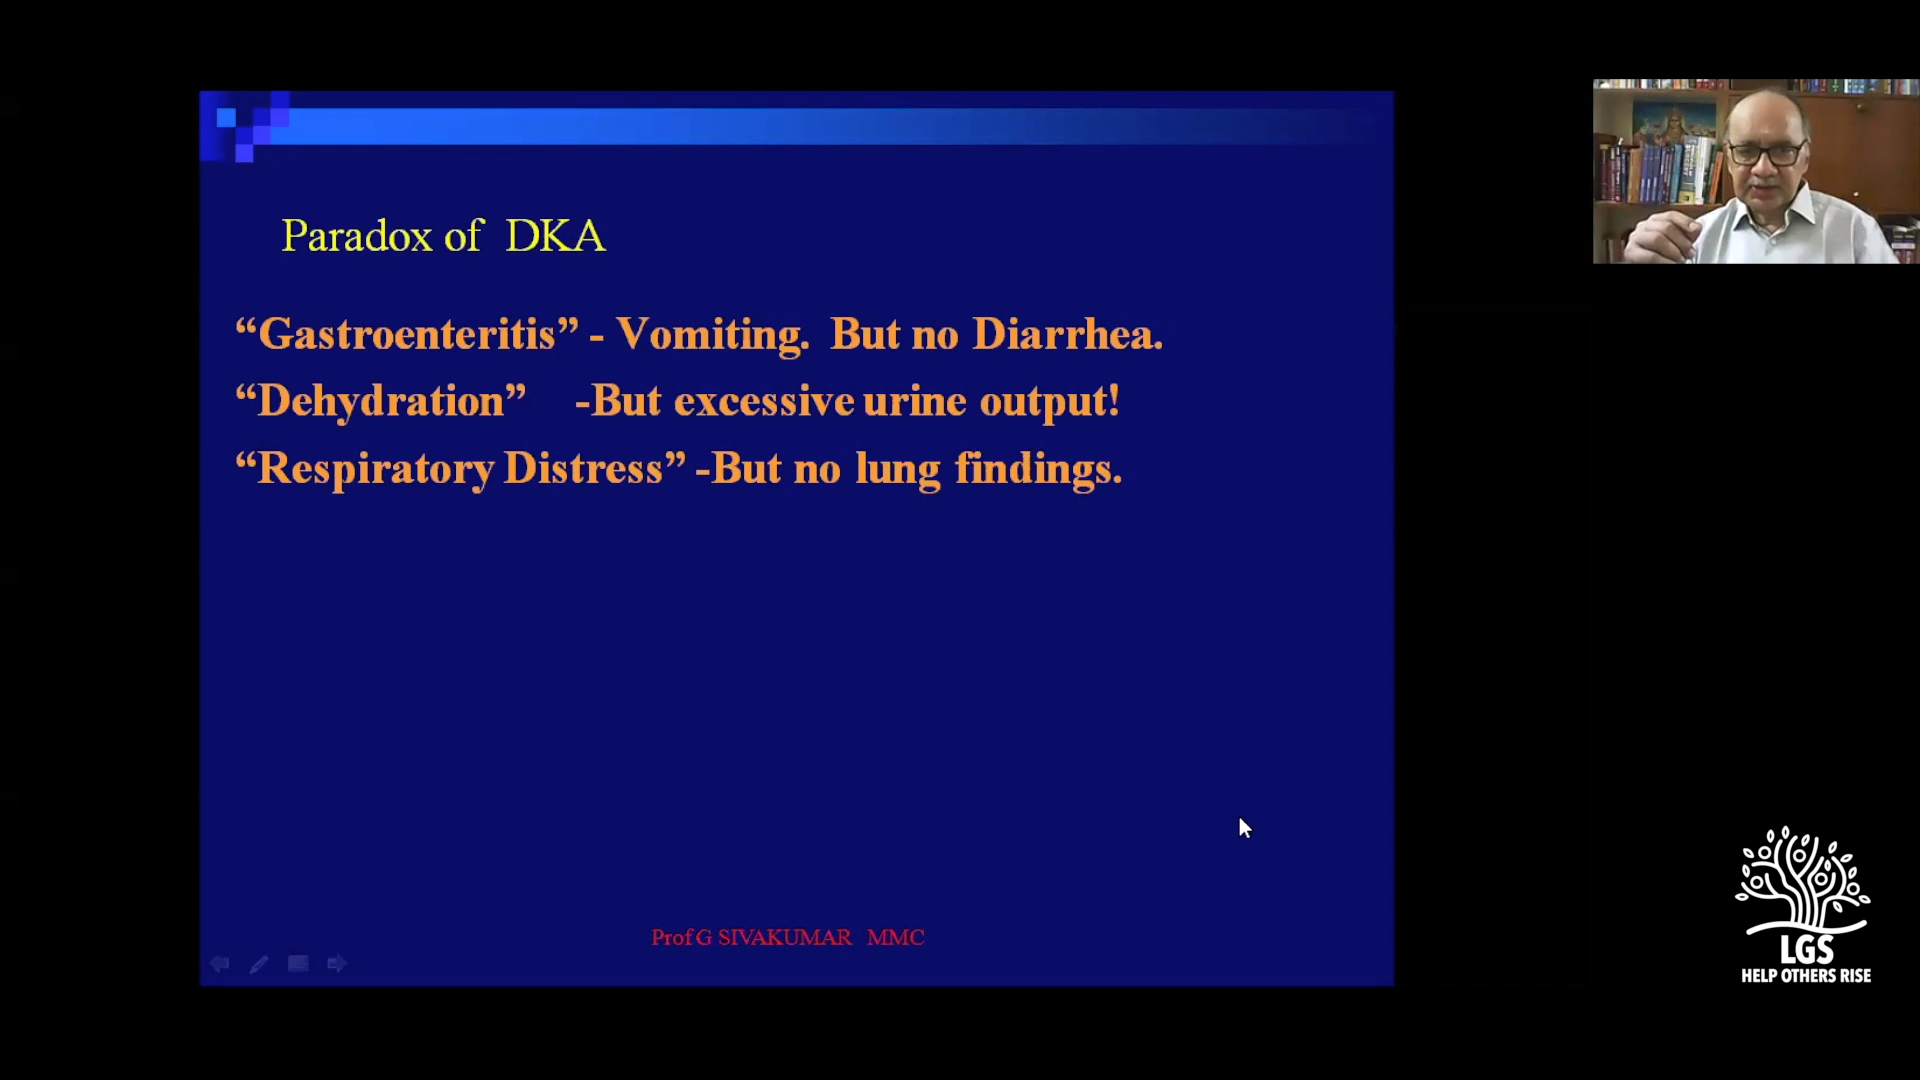 Paradox of DKA
“Gastroenteritis” - Vomiting. But no Diarrhea.
“Dehydration” -But excessive urine output!
“Respiratory Distress” -But no lung findings.
Prof G SIVAKUMAR MMC
LGS
HELP OTHERS RISE